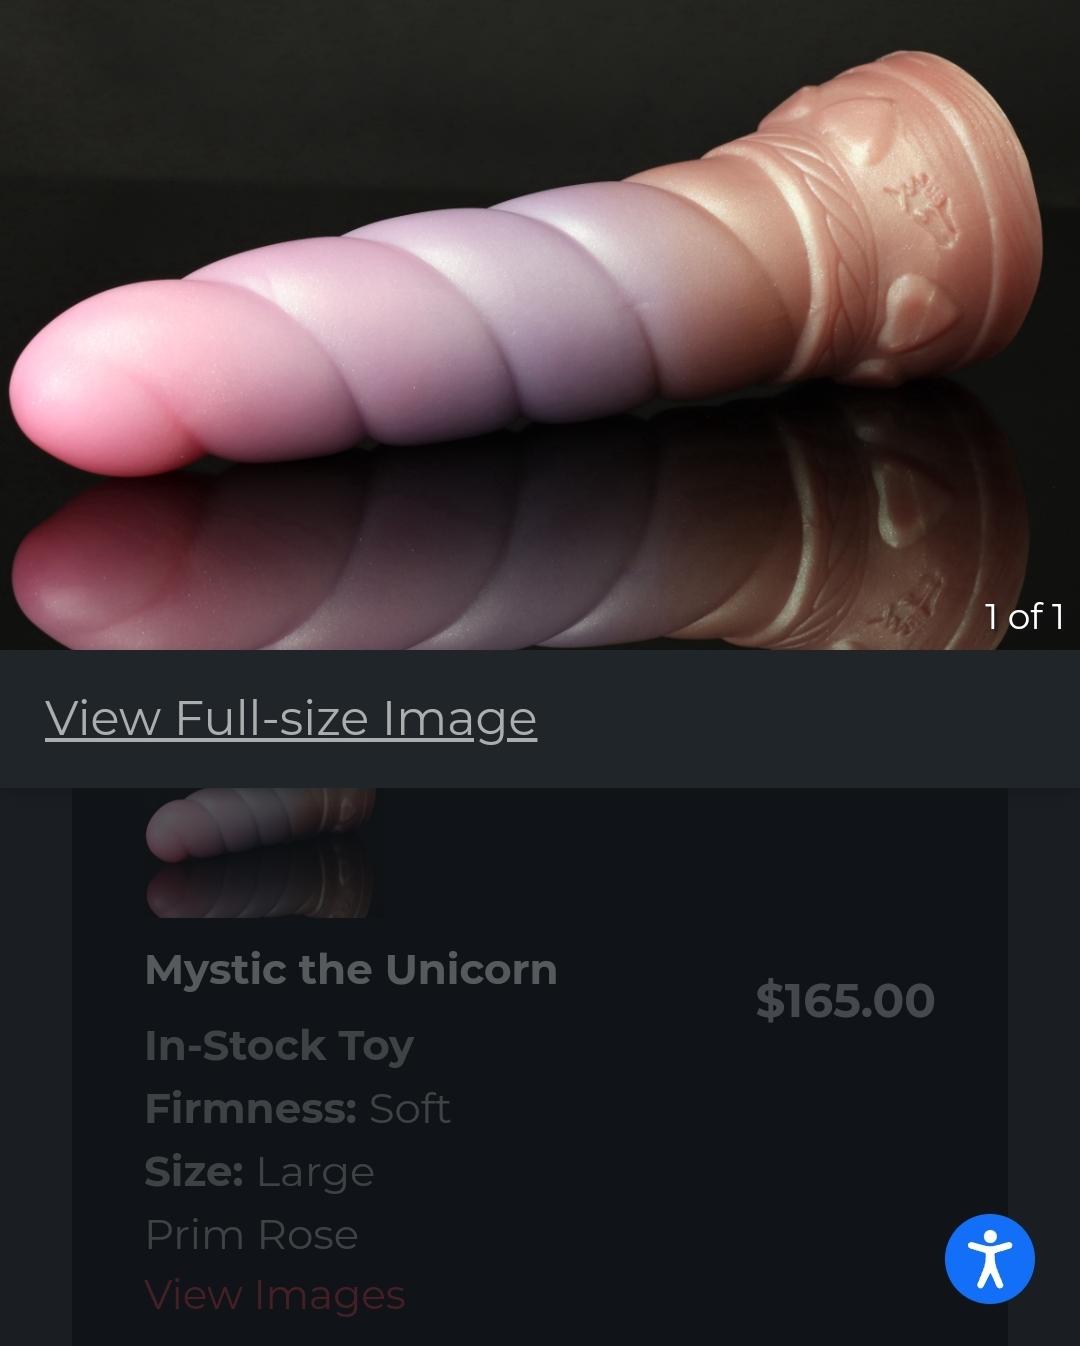 1 of 1
View Full-size Image
Mystic the Unicorn
$165.00
In-Stock Toy
Firmness: Soft
Size: Large
Prim Rose
View Images